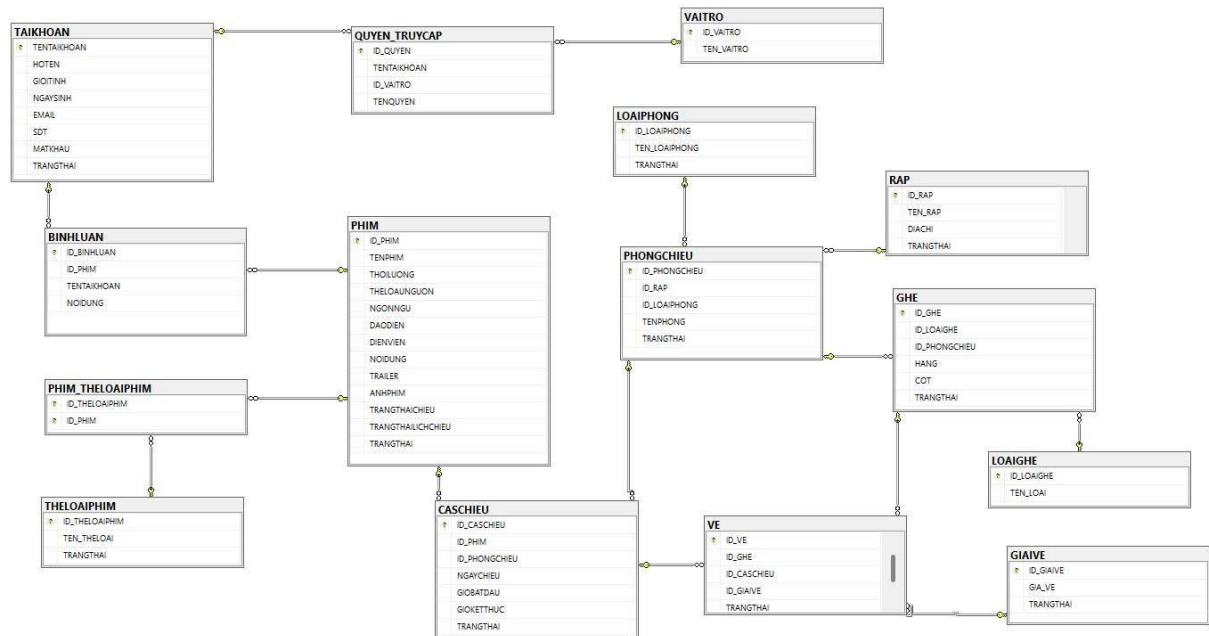 TAIKHOAN
TENTAIKHOAN
HOTEN
GIOITINH
NGAYSINH
EMAIL
SDT
MATKHAU
TRANGTHAI
QUYEN_TRUYCAP
ID_QUYEN
TENTAIKHOAN
ID_VAITRO
TENQUYEN
VAITRO
ID_VAITRO
TEN_VAITRO
LOAIPHONG
ID_LOAIPHONG
TEN_LOAIPHONG
TRANGTHAI
RAP
ID_RAP
TEN_RAP
DIACHI
TRANGTHAI
BINHLUAN
ID_BINHLUAN
ID_PHIM
TENTAIKHOAN
NOIDUNG
PHIM
ID_PHIM
TENPHIM
THOILUONG
THELOAUNGUON
NGONNGU
DAODIEN
DIENVIEN
NOIDUNG
TRAILER
ANHPHIM
TRANGTHAICHIEU
TRANGTHAILICHCHIEU
TRANGTHAI
PHONGCHIEU
ID_PHONGCHIEU
ID_RAP
ID_LOAIPHONG
TENPHONG
TRANGTHAI
GHE
ID_GHE
ID_LOAIGHE
ID_PHONGCHIEU
HANG
COT
TRANGTHAI
PHIM_THELOAIPHIM
ID_THELOAIPHIM
ID_PHIM
LOAIGHE
ID_LOAIGHE
TEN_LOAI
THELOAIPHIM
ID_THELOAIPHIM
TEN_THELOAI
TRANGTHAI
CASCHIEU
ID_CASCHIEU
ID_PHIM
ID_PHONGCHIEU
NGAYCHIEU
GIOBATDAU
GIOKETTHUC
TRANGTHAI
VE
ID_VE
ID_GHE
ID_CASCHIEU
ID_GIAIVE
TRANGTHAI
GIAIVE
ID_GIAIVE
GIA_VE
TRANGTHAI